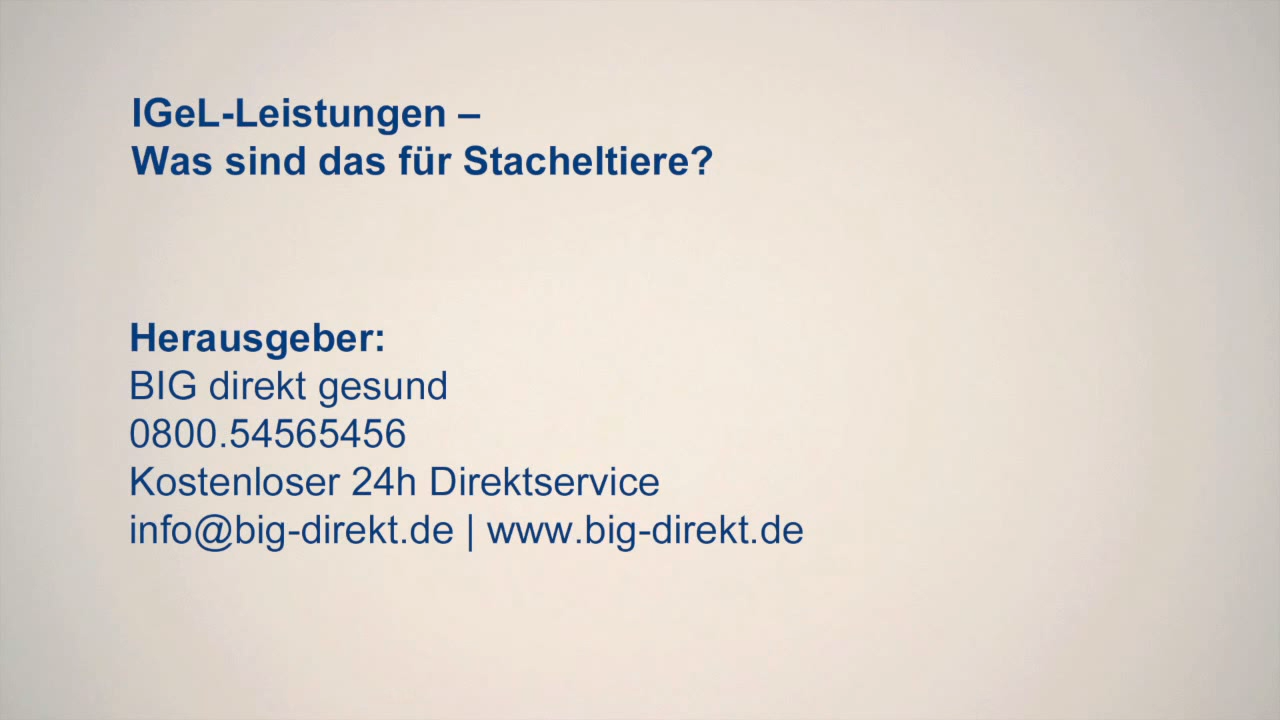 IGeL-Leistungen –
Was sind das für Stacheltiere?
Herausgeber:
BIG direkt gesund
0800.54565456
Kostenloser 24h Direktservice
info@big-direkt.de | www.big-direkt.de